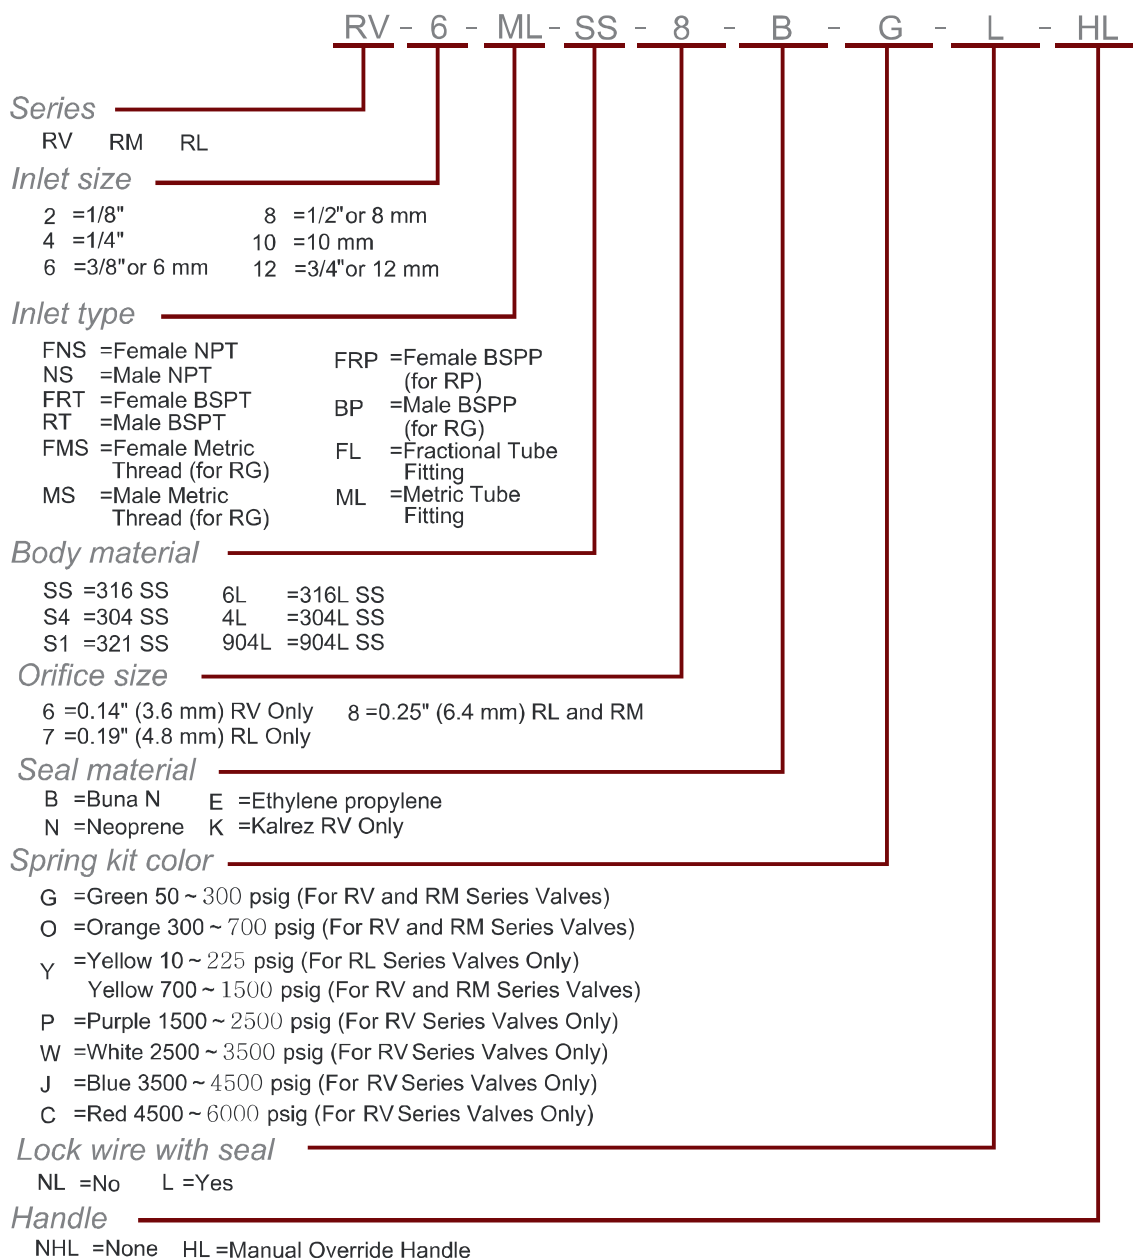 RV - 6 - ML - SS - 8 - B - G - L - HL
Series
RV RM RL
Inlet size
2 =1/8" 8 =1/2"or 8 mm
4 =1/4" 10 =10 mm
6 =3/8"or 6 mm 12 =3/4"or 12 mm
Inlet type
FNS =Female NPT
NS =Male NPT
FRT =Female BSPT
RT =Male BSPT
FMS =Female Metric
Thread (for RG)
MS =Male Metric
Thread (for RG)
FRP =Female BSPP
(for RP)
BP =Male BSPP
(for RG)
FL =Fractional Tube
Fitting
ML =Metric Tube
Fitting
Body material
SS =316 SS 6L =316L SS
S4 =304 SS 4L =304L SS
S1 =321 SS 904L =904L SS
Orifice size
6 =0.14" (3.6 mm) RV Only 8 =0.25" (6.4 mm) RL and RM
7 =0.19" (4.8 mm) RL Only
Seal material
B =Buna N E =Ethylene propylene
N =Neoprene K =Kalrez RV Only
Spring kit color
G =Green 50 ~ 300 psig (For RV and RM Series Valves)
O =Orange 300 ~ 700 psig (For RV and RM Series Valves)
Y =Yellow 10 ~ 225 psig (For RL Series Valves Only)
Yellow 700 ~ 1500 psig (For RV and RM Series Valves)
P =Purple 1500 ~ 2500 psig (For RV Series Valves Only)
W =White 2500 ~ 3500 psig (For RV Series Valves Only)
J =Blue 3500 ~ 4500 psig (For RV Series Valves Only)
C =Red 4500 ~ 6000 psig (For RV Series Valves Only)
Lock wire with seal
NL =No L =Yes
Handle
NHL =None HL =Manual Override Handle